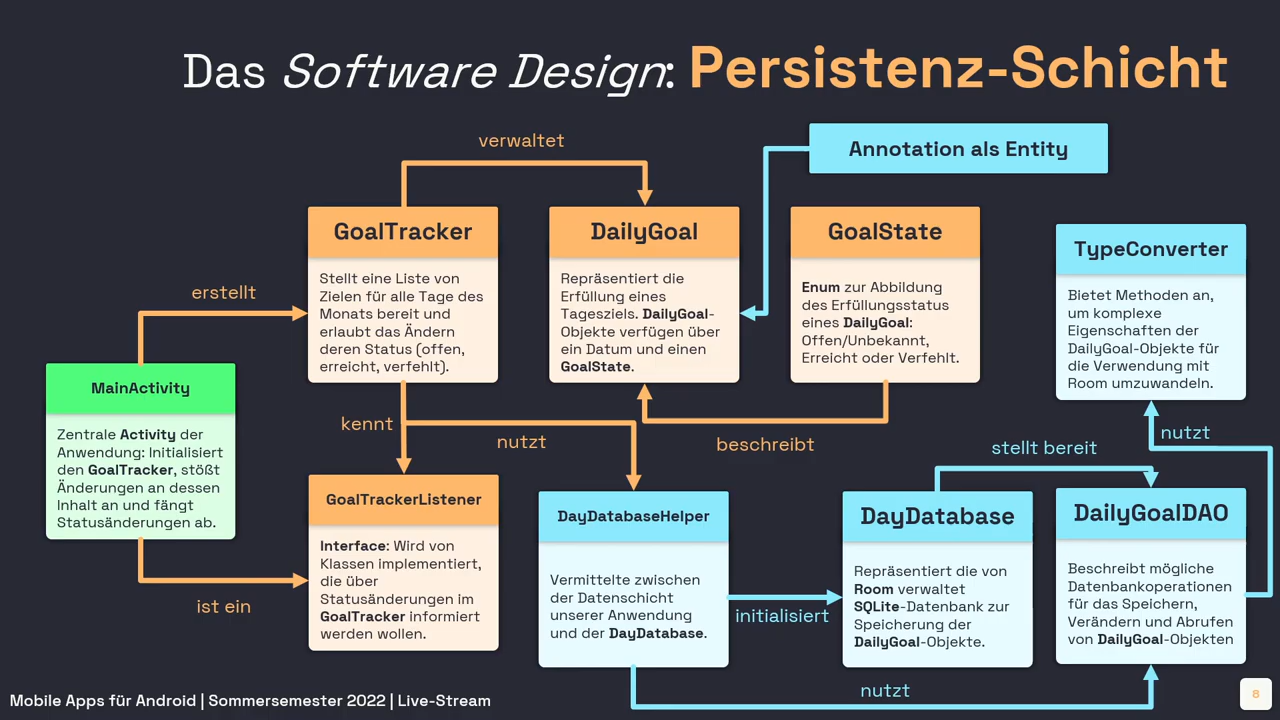 Das Software Design: Persistenz-Schicht
verwaltet
Annotation als Entity
GoalTracker
Stellt eine Liste von
Zielen für alle Tage des
Monats bereit und
erlaubt das Ändern
deren Status (offen,
erreicht, verfehlt).
DailyGoal
Repräsentiert die
Erfüllung eines
Tagesziels. DailyGoal-
Objekte verfügen über
ein Datum und einen
GoalState.
GoalState
Enum zur Abbildung
des Erfüllungsstatus
eines DailyGoal:
Offen/Unbekannt,
Erreicht oder Verfehlt.
TypeConverter
Bietet Methoden an,
um komplexe
Eigenschaften der
DailyGoal-Objekte für
die Verwendung mit
Room umzuwandeln.
erstellt
MainActivity
Zentrale Activity der
Anwendung: Initialisiert
den GoalTracker, stößt
Änderungen an dessen
Inhalt an und fängt
Statusänderungen ab.
kennt
nutzt
beschreibt
stellt bereit
nutzt
GoalTrackerListener
Interface: Wird von
Klassen implementiert,
die über
Statusänderungen im
GoalTracker informiert
werden wollen.
ist ein
DayDatabaseHelper
Vermittelte zwischen
der Datenschicht
unserer Anwendung
und der DayDatabase.
initialisiert
DayDatabase
Repräsentiert die von
Room verwaltet
SQLite-Datenbank zur
Speicherung der
DailyGoal-Objekte.
DailyGoalDAO
Beschreibt mögliche
Datenbankoperationen
für das Speichern,
Verändern und Abrufen
von DailyGoal-Objekten
nutzt
Mobile Apps für Android | Sommersemester 2022 | Live-Stream
8